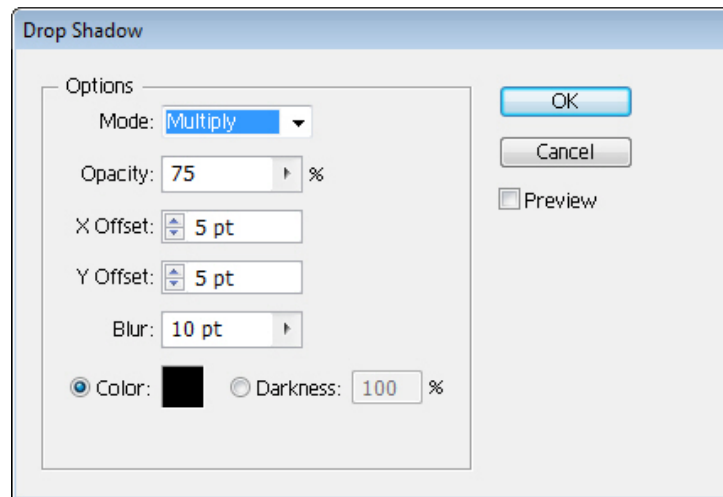 Drop Shadow
Options
Mode: Multiply
Opacity: 75 %
X Offset: 5 pt
Y Offset: 5 pt
Blur: 10 pt
Color: Darkness: 100 %
OK
Cancel
Preview